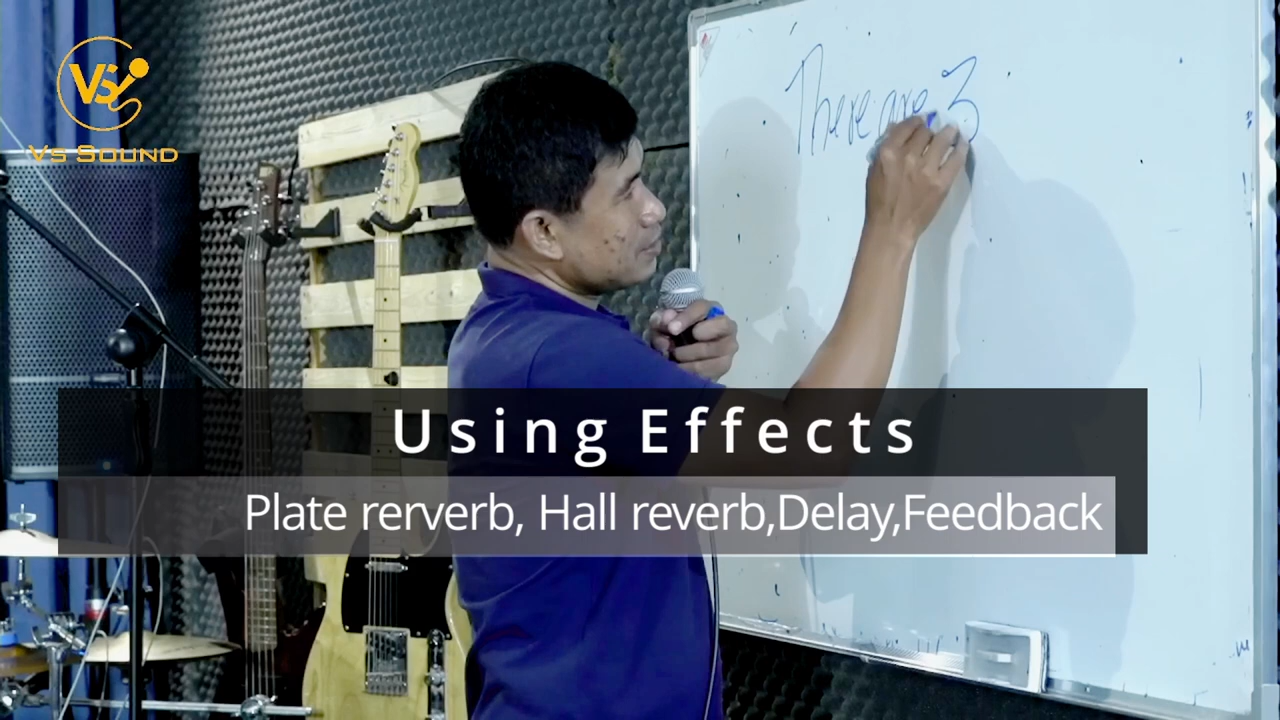 VS
Vs Sound
There are 3
Using Effects
Plate rerverb, Hall reverb,Delay,Feedback